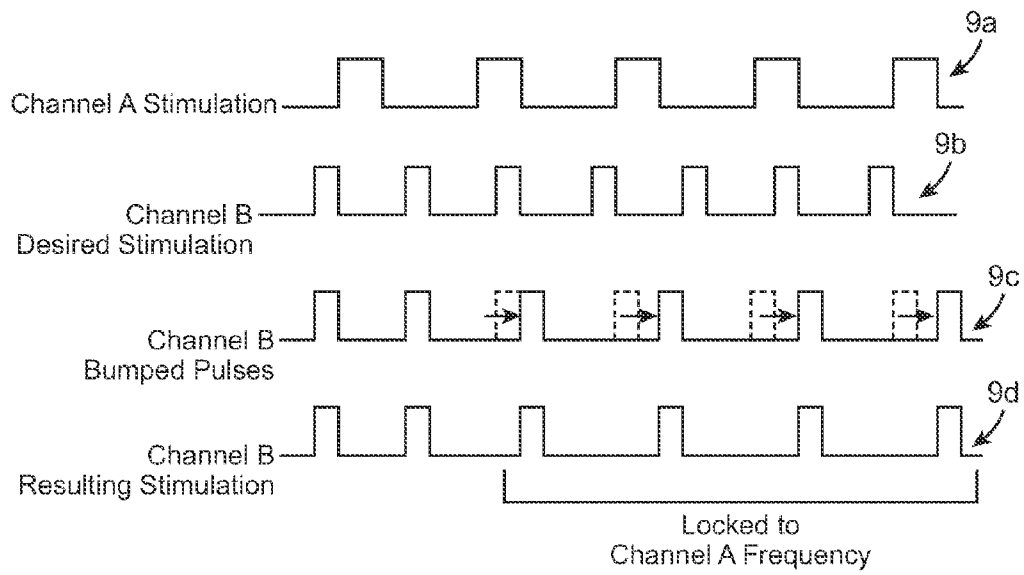 9a
Channel A Stimulation
9b
Channel B
Desired Stimulation
9c
Channel B
Bumped Pulses
9d
Channel B
Resulting Stimulation
Locked to
Channel A Frequency